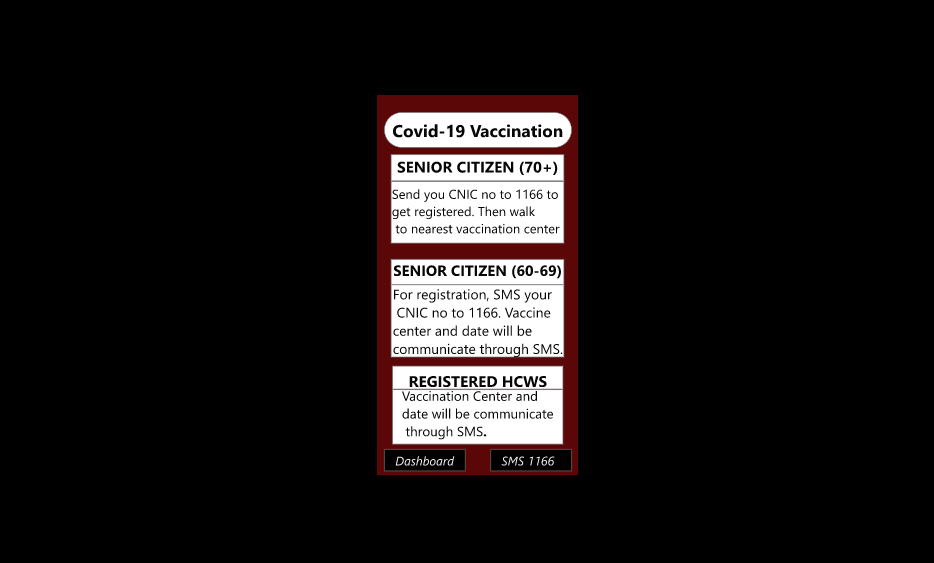 Covid-19 Vaccination
SENIOR CITIZEN (70+)
Send you CNIC no to 1166 to
get registered. Then walk
to nearest vaccination center
SENIOR CITIZEN (60-69)
For registration, SMS your
CNIC no to 1166. Vaccine
center and date will be
communicate through SMS.
REGISTERED HCWS
Vaccination Center and
date will be communicate
through SMS.
Dashboard
SMS 1166